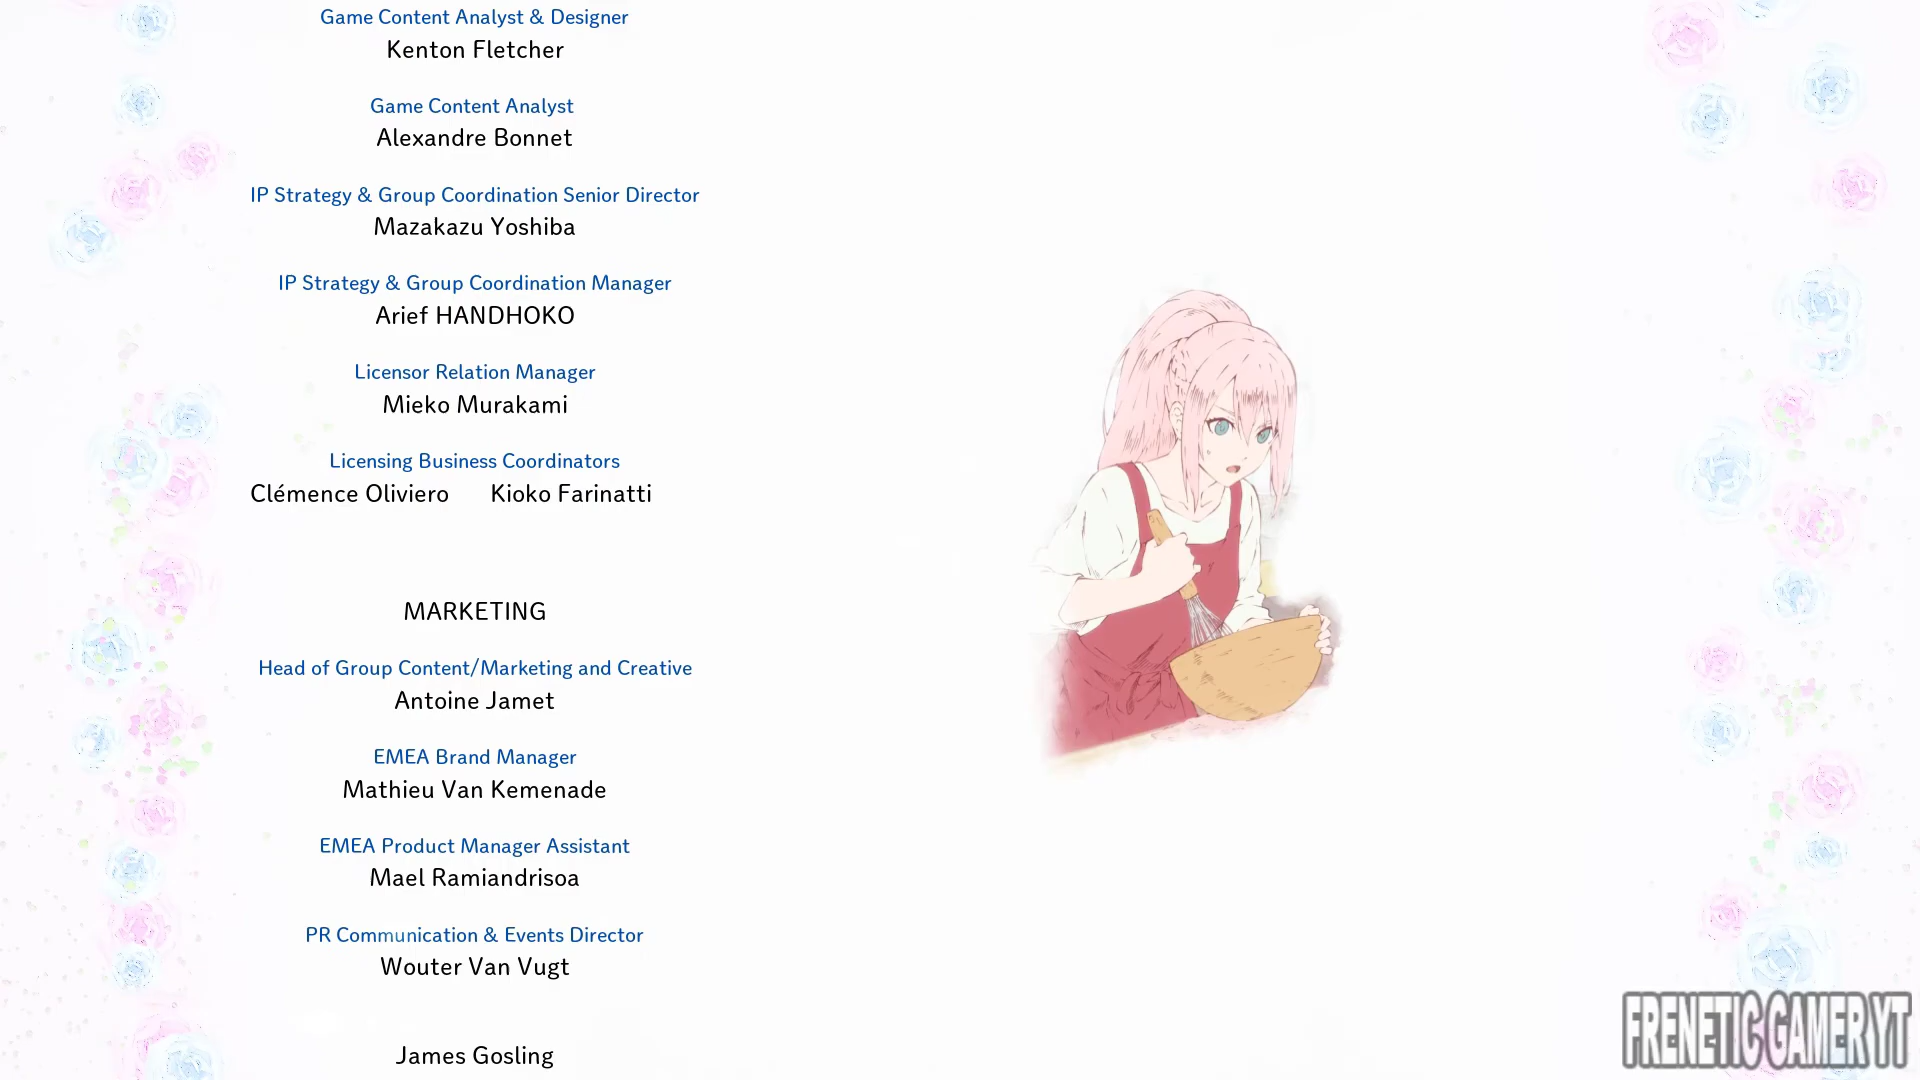 Game Content Analyst & Designer
Kenton Fletcher
Game Content Analyst
Alexandre Bonnet
IP Strategy & Group Coordination Senior Director
Mazakazu Yoshiba
IP Strategy & Group Coordination Manager
Arief HANDHOKO
Licensor Relation Manager
Mieko Murakami
Licensing Business Coordinators
Clémence Oliviero Kioko Farinatti
MARKETING
Head of Group Content/Marketing and Creative
Antoine Jamet
EMEA Brand Manager
Mathieu Van Kemenade
EMEA Product Manager Assistant
Mael Ramiandrisoa
PR Communication & Events Director
Wouter Van Vugt
James Gosling
FRENETIC GAMER YT